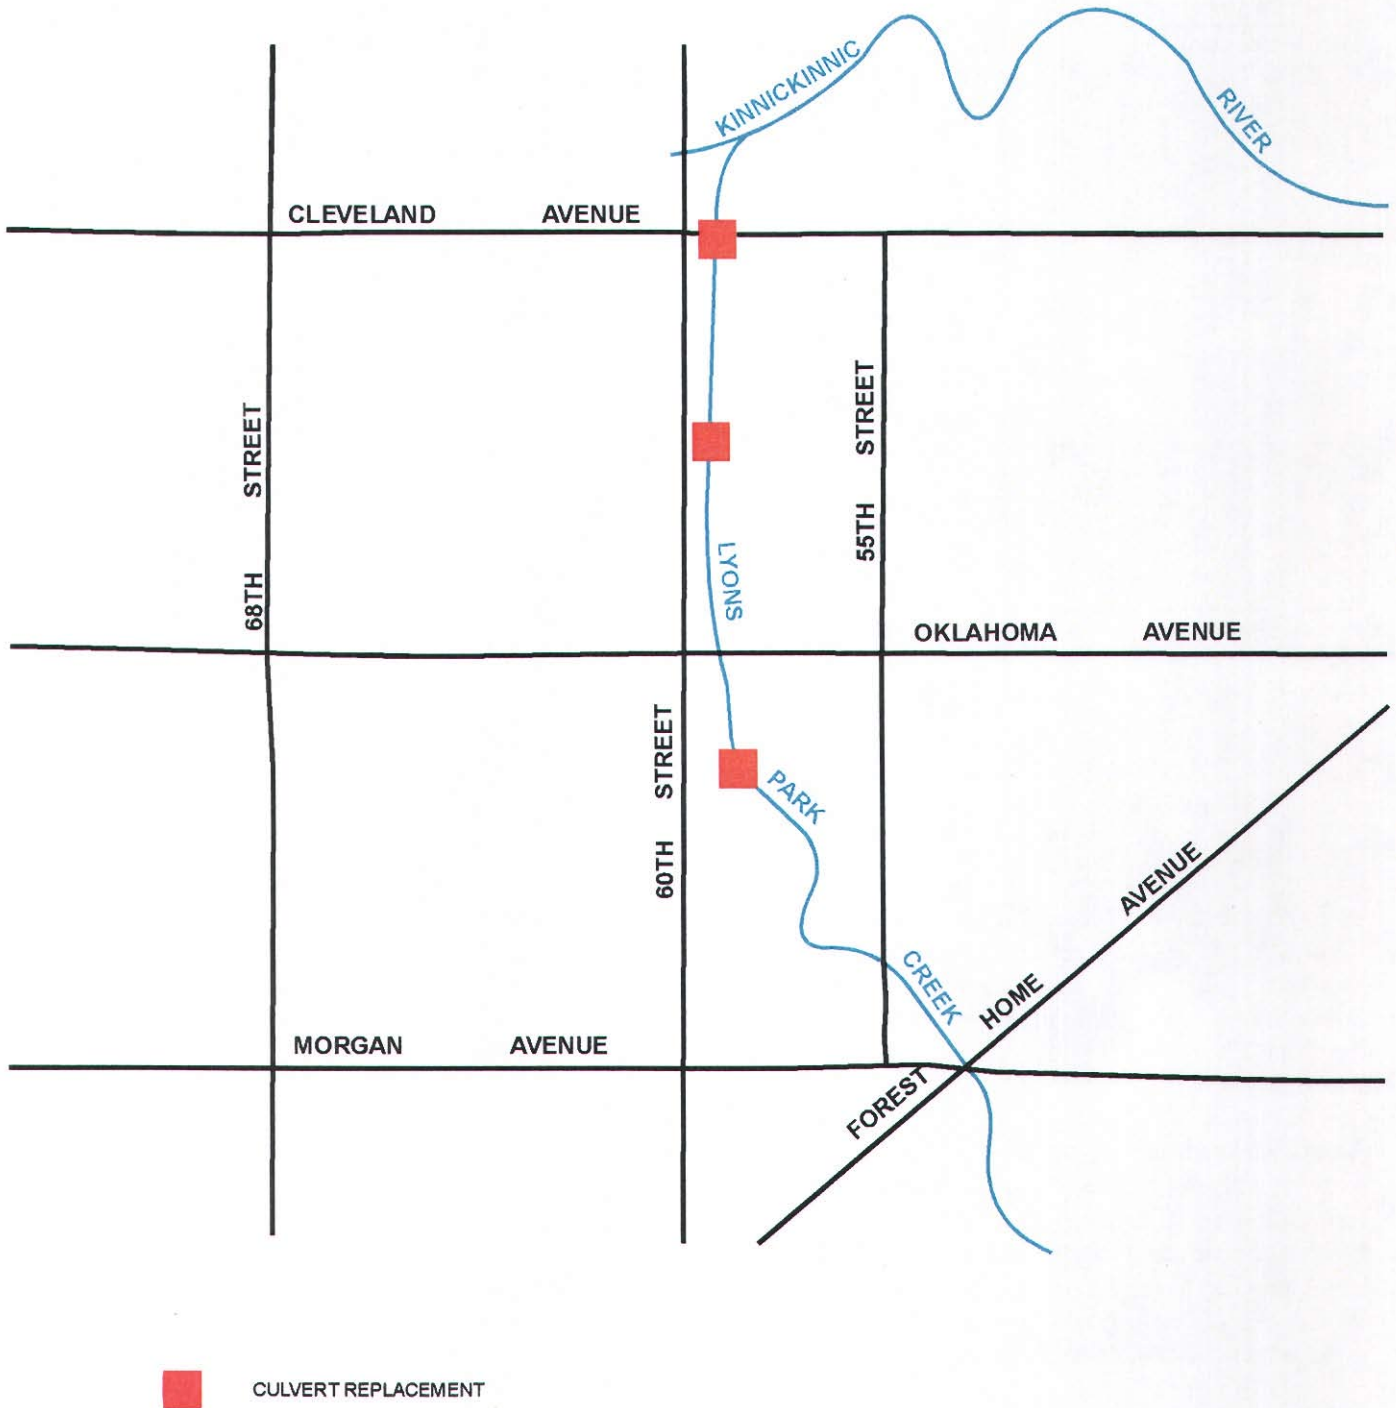 KINNICKINNIC
RIVER
CLEVELAND AVENUE
68TH STREET
55TH STREET
LYONS
OKLAHOMA AVENUE
60TH STREET
PARK
CREEK
FOREST HOME AVENUE
MORGAN AVENUE
CULVERT REPLACEMENT